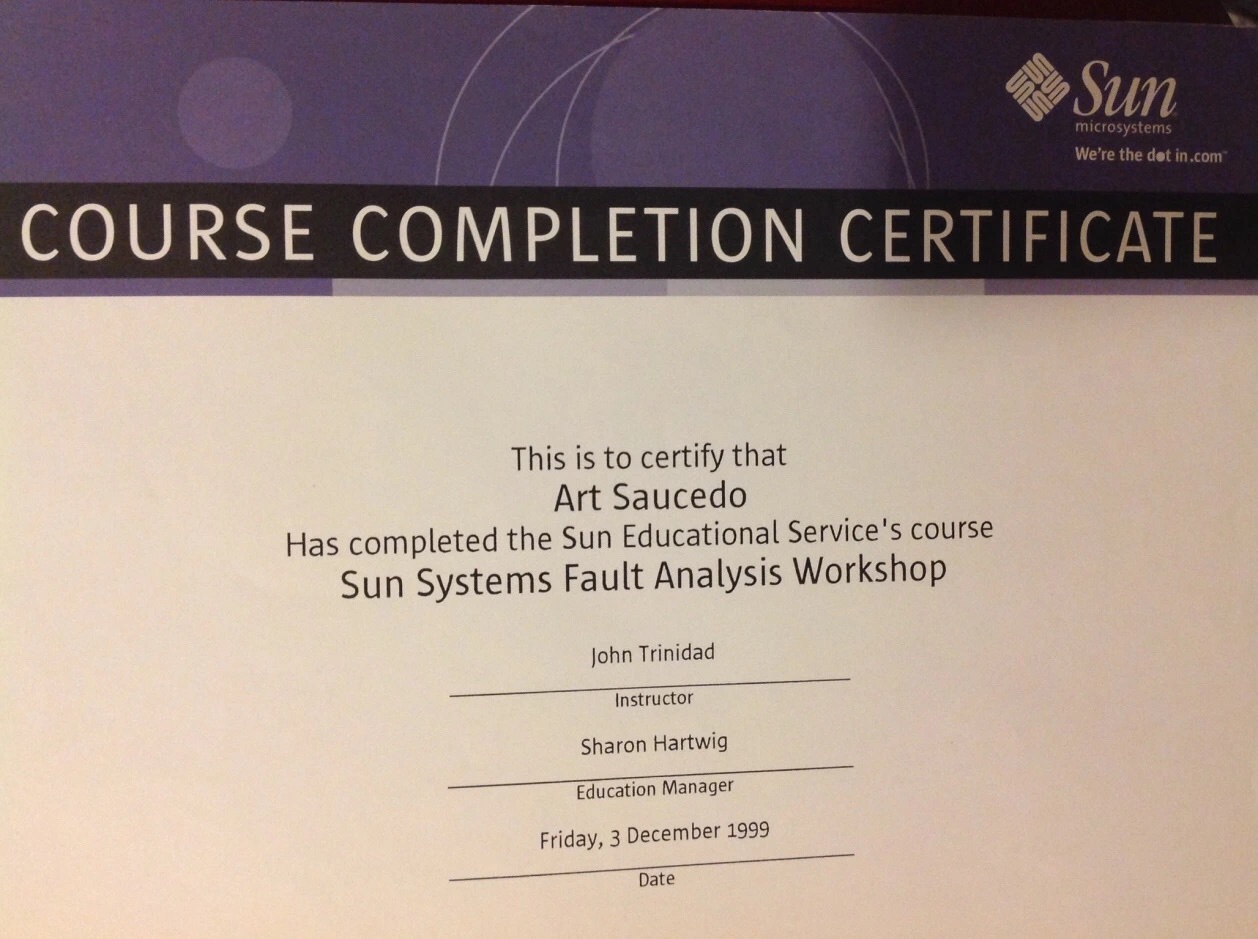 Sun
microsystems
We're the dot in .com™
COURSE COMPLETION CERTIFICATE
This is to certify that
Art Saucedo
Has completed the Sun Educational Service's course
Sun Systems Fault Analysis Workshop
John Trinidad
Instructor
Sharon Hartwig
Education Manager
Friday, 3 December 1999
Date